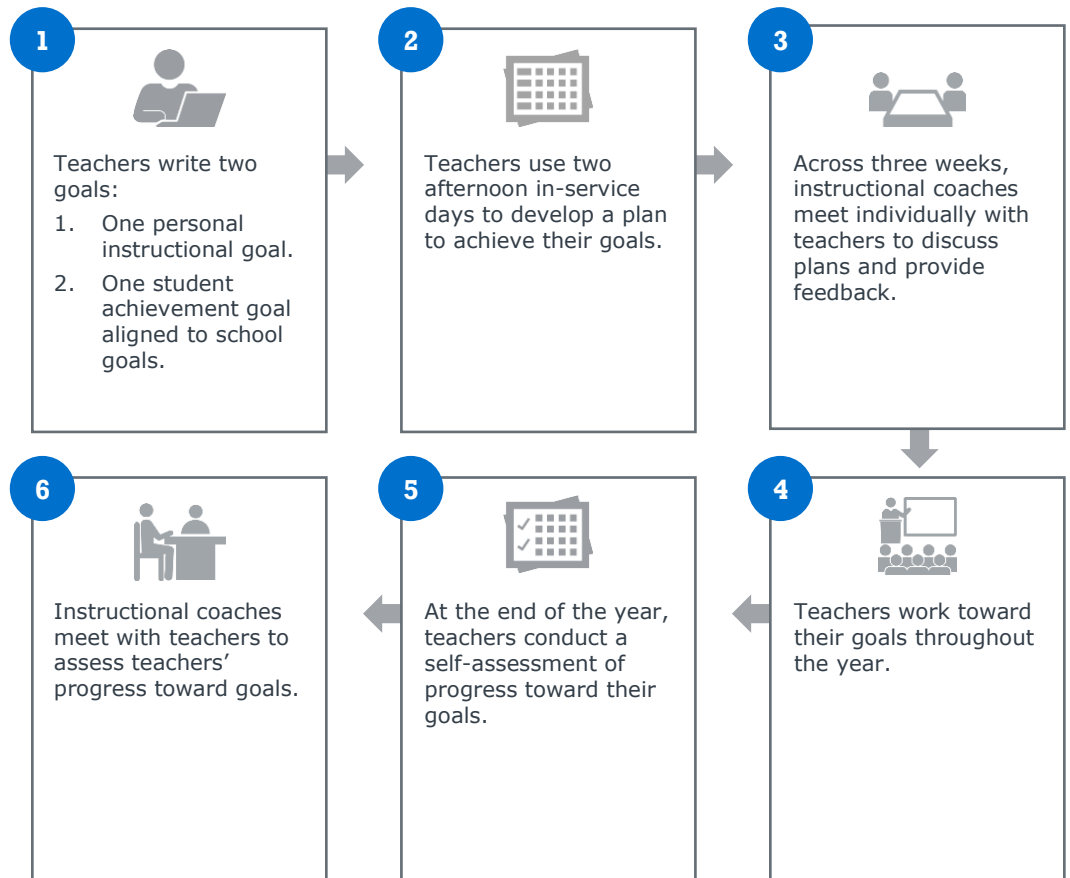 1
Teachers write two
goals:
1. One personal
instructional goal.
2. One student
achievement goal
aligned to school
goals.
2
Teachers use two
afternoon in-service
days to develop a plan
to achieve their goals.
3
Across three weeks,
instructional coaches
meet individually with
teachers to discuss
plans and provide
feedback.
4
Teachers work toward
their goals throughout
the year.
5
At the end of the year,
teachers conduct a
self-assessment of
progress toward their
goals.
6
Instructional coaches
meet with teachers to
assess teachers’
progress toward goals.